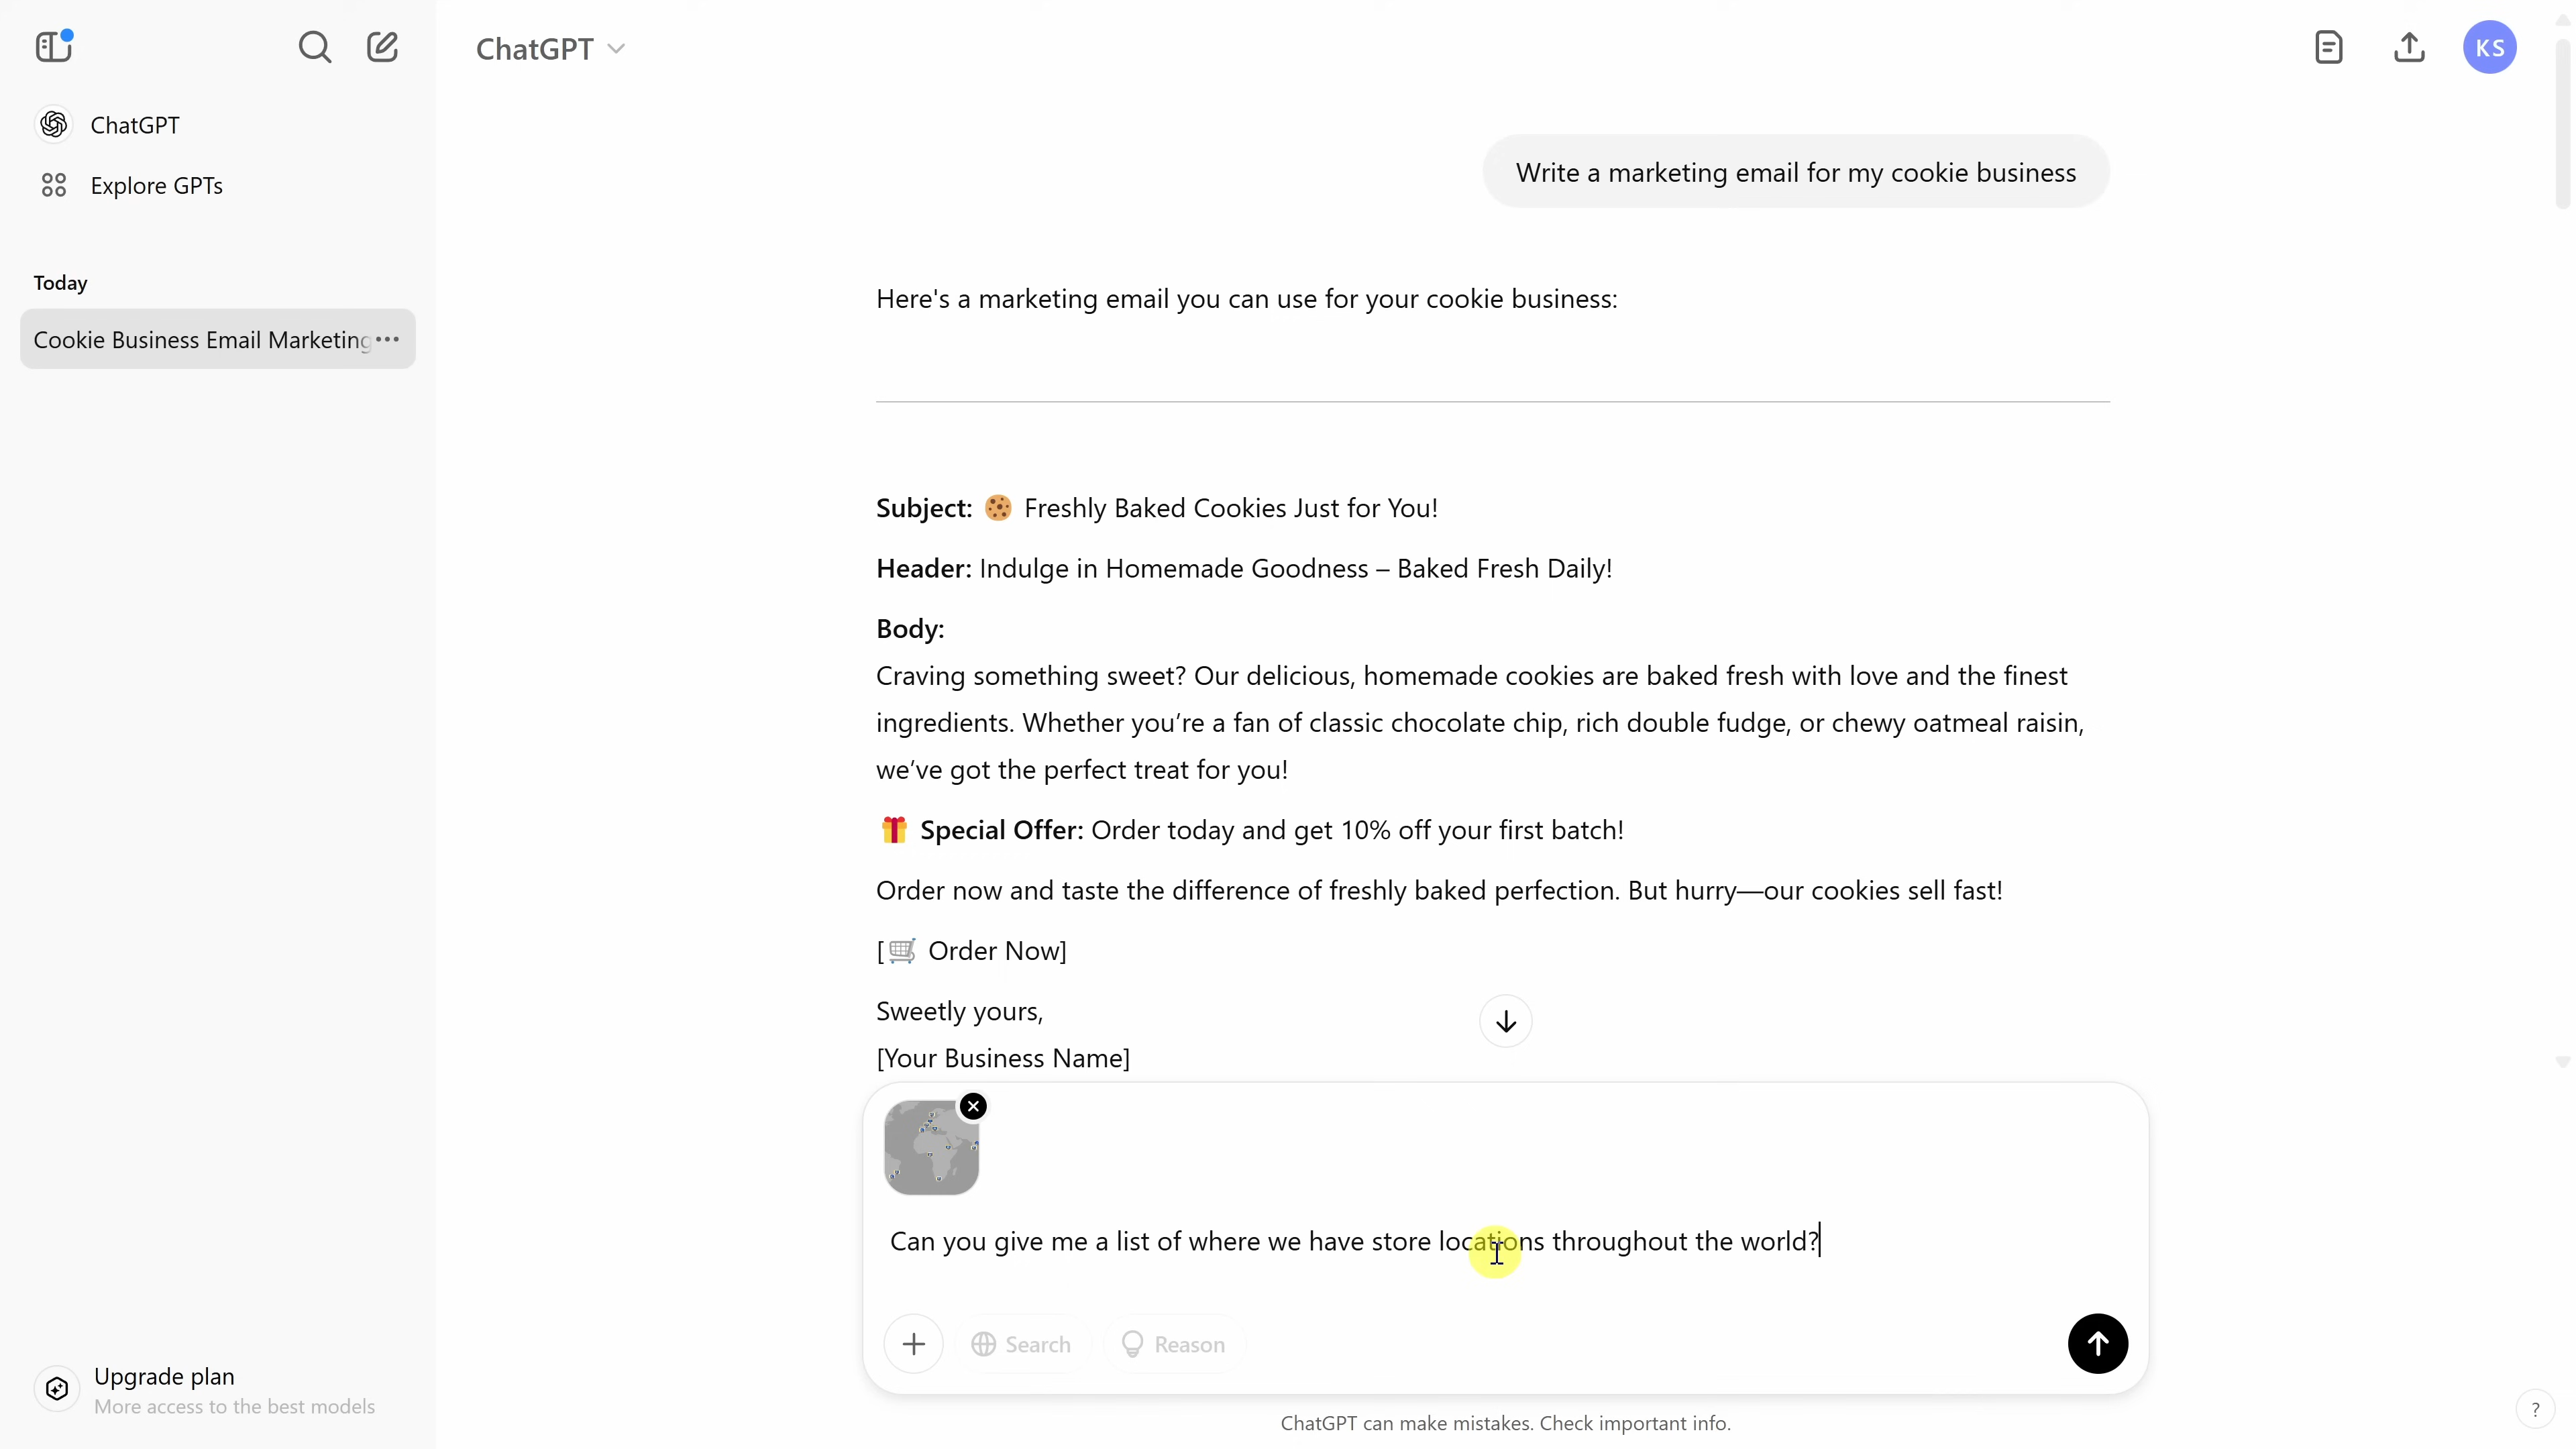 ChatGPT
KS
ChatGPT
Explore GPTs
Today
Cookie Business Email Marketing
Write a marketing email for my cookie business
Here's a marketing email you can use for your cookie business:
Subject: 🍪 Freshly Baked Cookies Just for You!
Header: Indulge in Homemade Goodness – Baked Fresh Daily!
Body:
Craving something sweet? Our delicious, homemade cookies are baked fresh with love and the finest
ingredients. Whether you’re a fan of classic chocolate chip, rich double fudge, or chewy oatmeal raisin,
we’ve got the perfect treat for you!
🎁 Special Offer: Order today and get 10% off your first batch!
Order now and taste the difference of freshly baked perfection. But hurry—our cookies sell fast!
[🛒 Order Now]
Sweetly yours,
[Your Business Name]
Can you give me a list of where we have store locations throughout the world?
Search
Reason
Upgrade plan
More access to the best models
ChatGPT can make mistakes. Check important info.
?